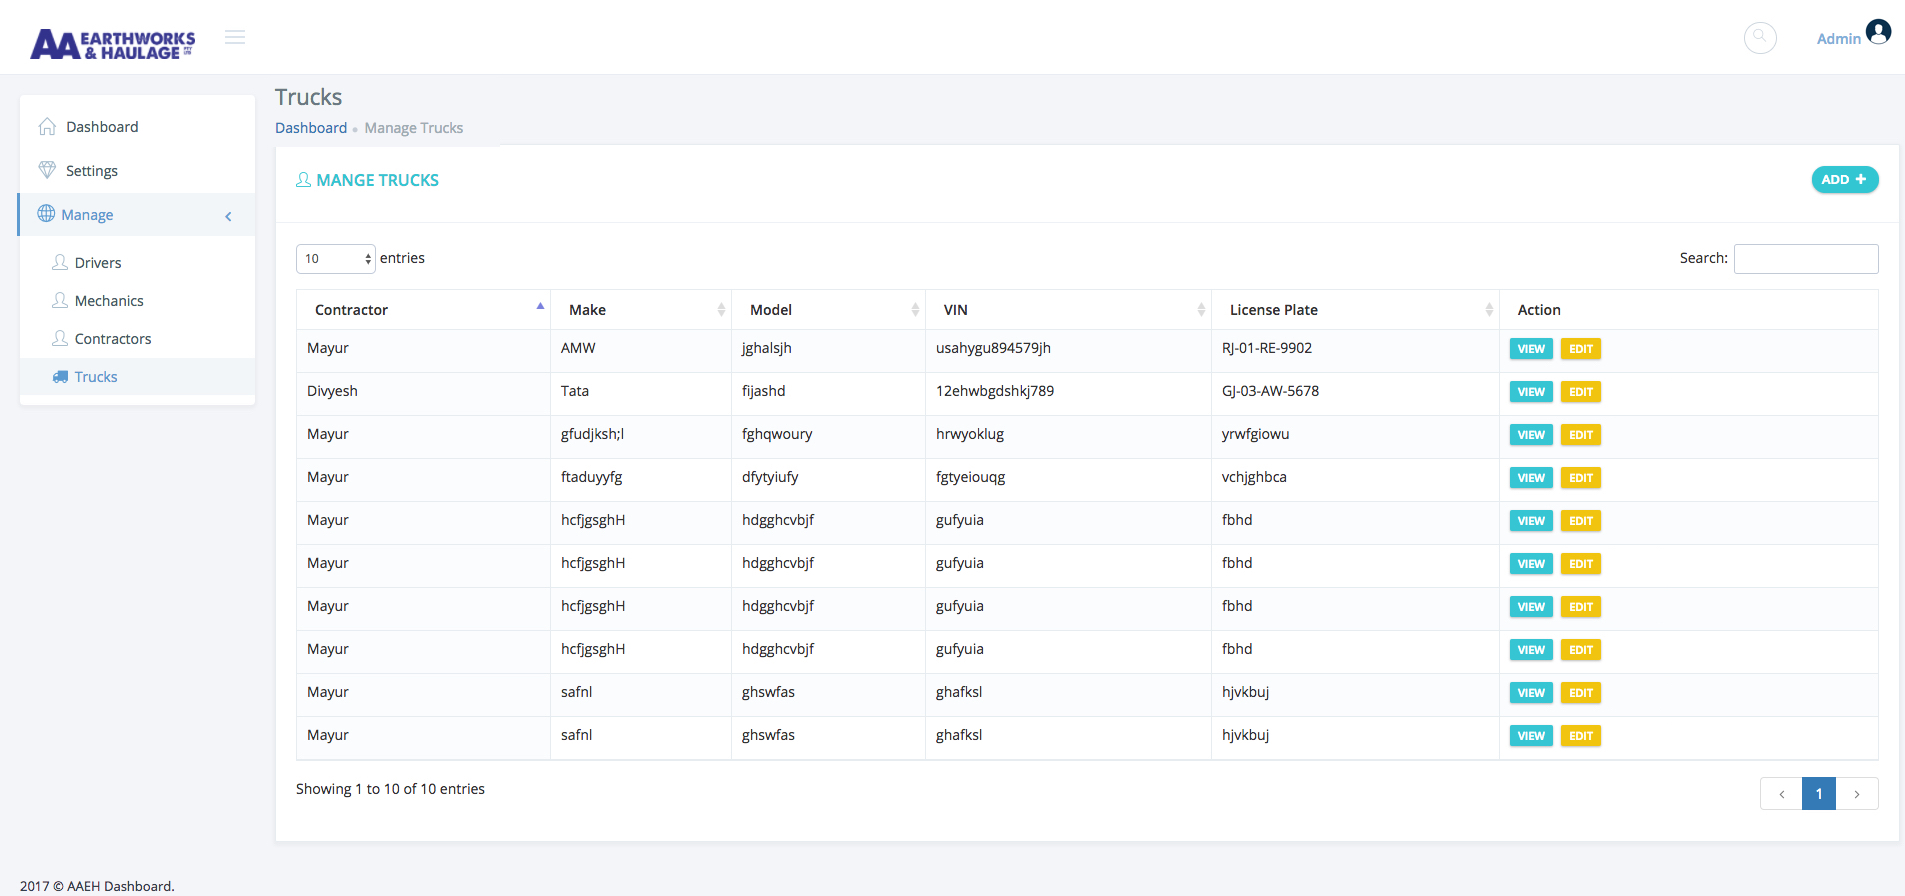 AA EARTHWORKS & HAULAGE PTY LTD
Admin
Dashboard
Settings
Manage
Drivers
Mechanics
Contractors
Trucks
Trucks
Dashboard Manage Trucks
MANGE TRUCKS
ADD +
10 entries
Search:
Contractor Make Model VIN License Plate Action
Mayur AMW jghalsjh usahygu894579jh RJ-01-RE-9902 VIEW EDIT
Divyesh Tata fijashd 12ehwbgdshkj789 GJ-03-AW-5678 VIEW EDIT
Mayur gfudjksh;l fghqwoury hrwyoklug yrwfgiowu VIEW EDIT
Mayur ftaduyyfg dfytyiufy fgtyeiouqg vchjghbca VIEW EDIT
Mayur hcfjgsghH hdgghcvbjf gufyuia fbhd VIEW EDIT
Mayur hcfjgsghH hdgghcvbjf gufyuia fbhd VIEW EDIT
Mayur hcfjgsghH hdgghcvbjf gufyuia fbhd VIEW EDIT
Mayur hcfjgsghH hdgghcvbjf gufyuia fbhd VIEW EDIT
Mayur safnl ghswfas ghafksl hjvkbuj VIEW EDIT
Mayur safnl ghswfas ghafksl hjvkbuj VIEW EDIT
Showing 1 to 10 of 10 entries
‹ 1 ›
2017 © AAEH Dashboard.